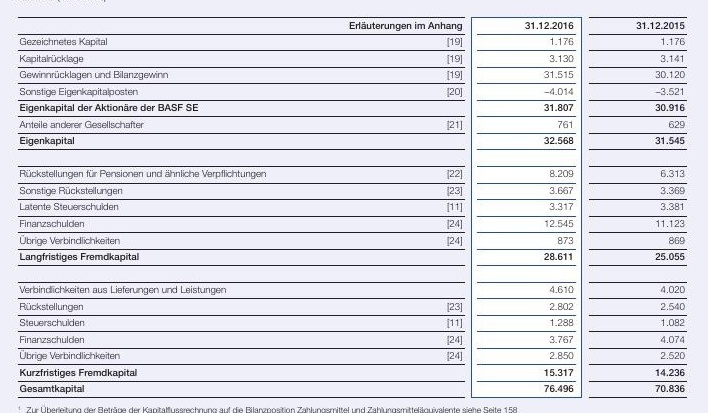 Erläuterungen im Anhang 31.12.2016 31.12.2015
Gezeichnetes Kapital [19] 1.176 1.176
Kapitalrücklage [19] 3.130 3.141
Gewinnrücklagen und Bilanzgewinn [19] 31.515 30.120
Sonstige Eigenkapitalposten [20] –4.014 –3.521
Eigenkapital der Aktionäre der BASF SE 31.807 30.916
Anteile anderer Gesellschafter [21] 761 629
Eigenkapital 32.568 31.545
Rückstellungen für Pensionen und ähnliche Verpflichtungen [22] 8.209 6.313
Sonstige Rückstellungen [23] 3.667 3.369
Latente Steuerschulden [11] 3.317 3.381
Finanzschulden [24] 12.545 11.123
Übrige Verbindlichkeiten [24] 873 869
Langfristiges Fremdkapital 28.611 25.055
Verbindlichkeiten aus Lieferungen und Leistungen 4.610 4.020
Rückstellungen [23] 2.802 2.540
Steuerschulden [11] 1.288 1.082
Finanzschulden [24] 3.767 4.074
Übrige Verbindlichkeiten [24] 2.850 2.520
Kurzfristiges Fremdkapital 15.317 14.236
Gesamtkapital 76.496 70.836
¹ Zur Überleitung der Beträge der Kapitalflussrechnung auf die Bilanzposition Zahlungsmittel und Zahlungsmitteläquivalente siehe Seite 158